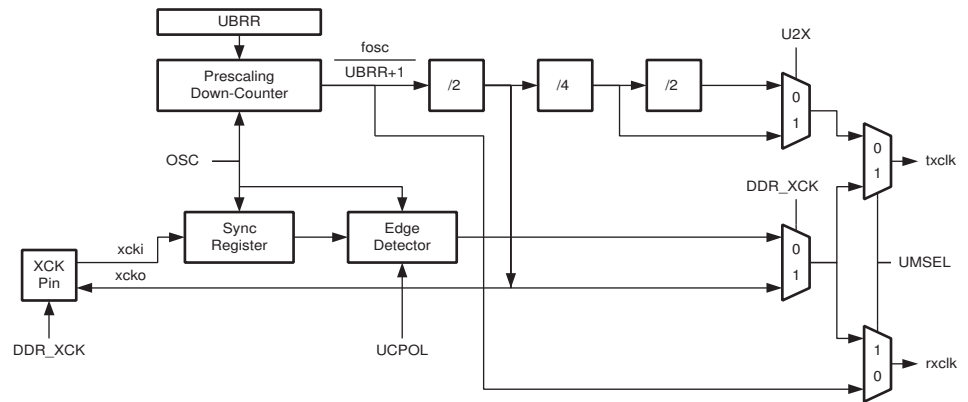 UBRR
U2X
fosc
UBRR+1
Prescaling
Down-Counter
/2
/4
/2
0
1
OSC
0
1
txclk
DDR_XCK
Sync
Register
Edge
Detector
0
1
xcki
XCK
Pin
xcko
UMSEL
DDR_XCK
UCPOL
1
0
rxclk